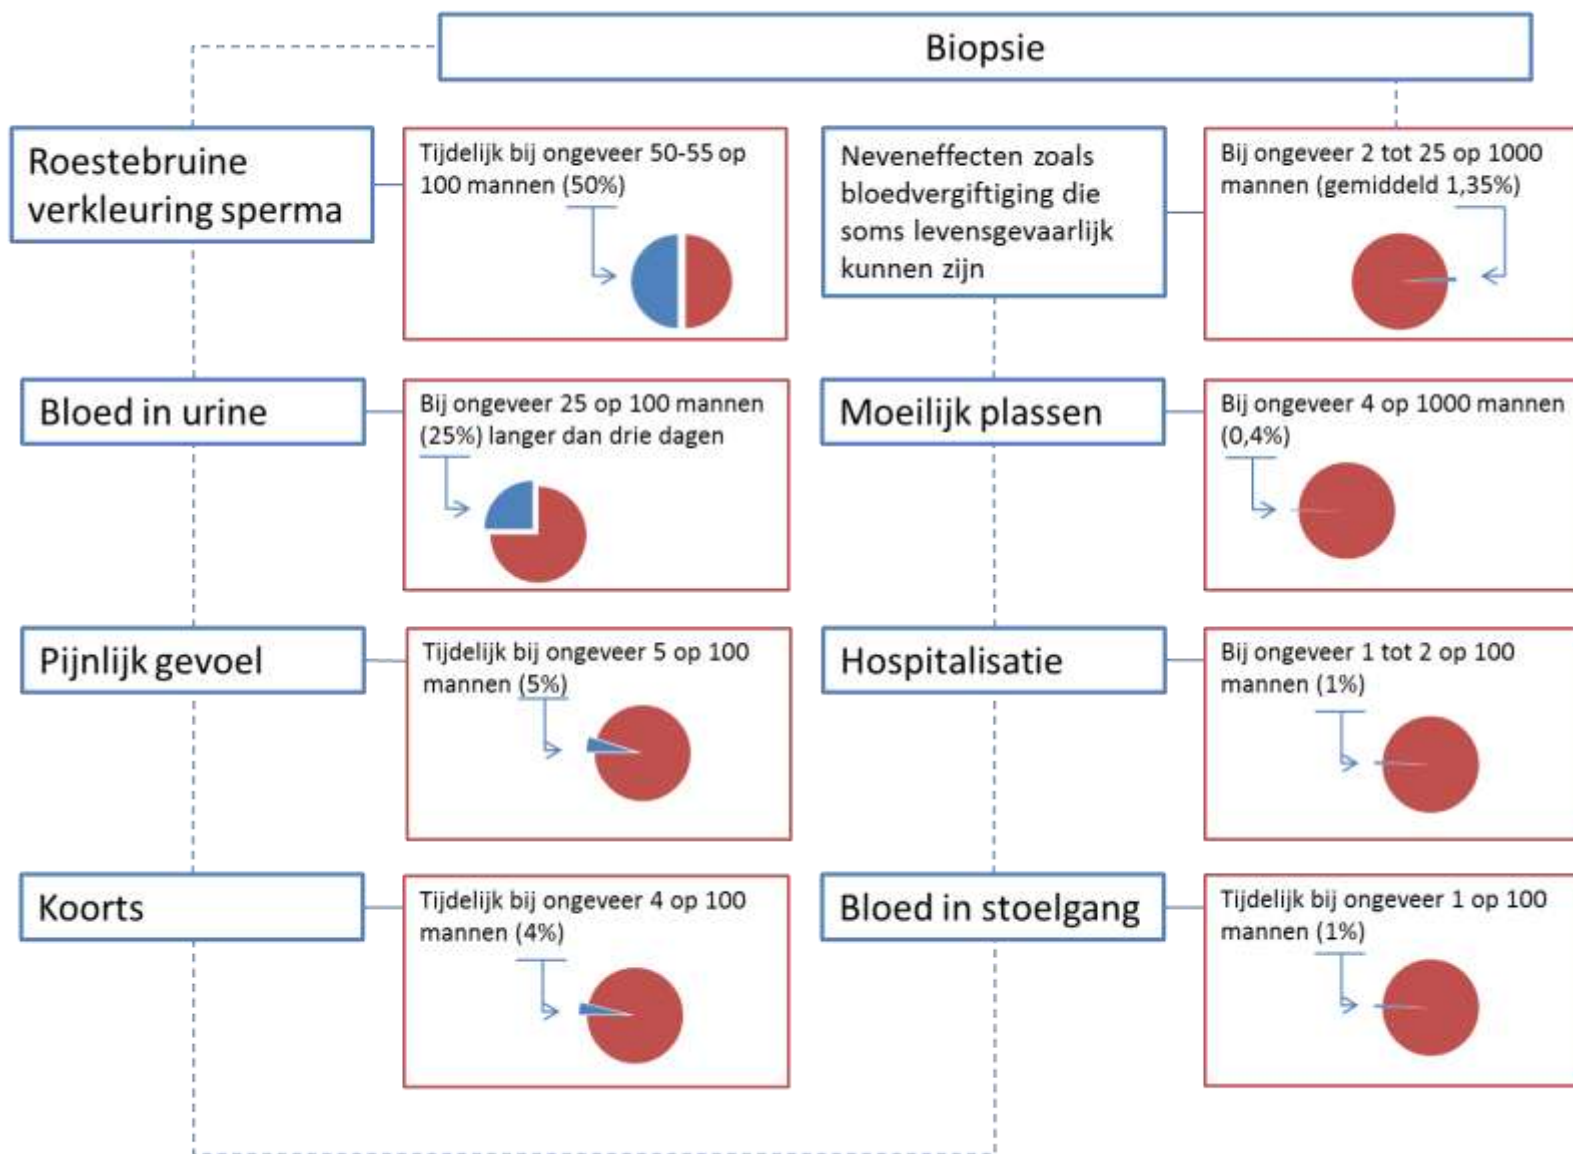 Biopsie
Roestebruine
verkleuring sperma
Tijdelijk bij ongeveer 50-55 op
100 mannen (50%)
Neveneffecten zoals
bloedvergiftiging die
soms levensgevaarlijk
kunnen zijn
Bij ongeveer 2 tot 25 op 1000
mannen (gemiddeld 1,35%)
Bloed in urine
Bij ongeveer 25 op 100 mannen
(25%) langer dan drie dagen
Moeilijk plassen
Bij ongeveer 4 op 1000 mannen
(0,4%)
Pijnlijk gevoel
Tijdelijk bij ongeveer 5 op 100
mannen (5%)
Hospitalisatie
Bij ongeveer 1 tot 2 op 100
mannen (1%)
Koorts
Tijdelijk bij ongeveer 4 op 100
mannen (4%)
Bloed in stoelgang
Tijdelijk bij ongeveer 1 op 100
mannen (1%)